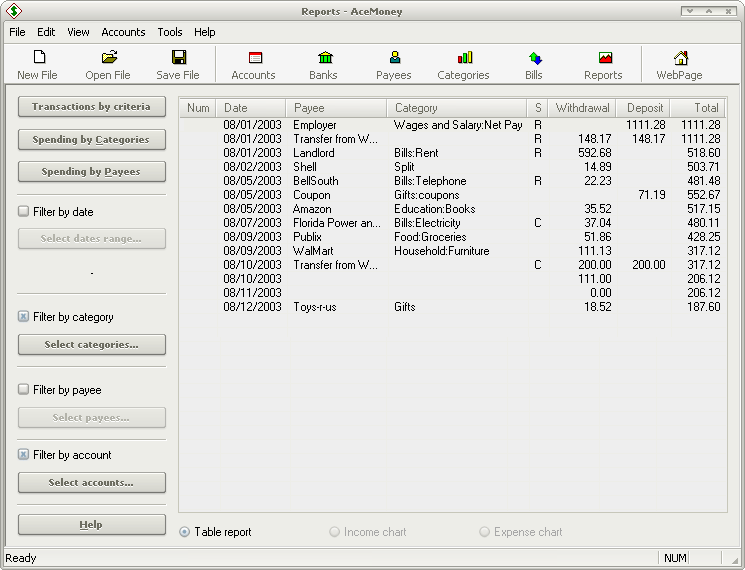 Reports - AceMoney
File Edit View Accounts Tools Help
New File Open File Save File Accounts Banks Payees Categories Bills Reports WebPage
Transactions by criteria
Spending by Categories
Spending by Payees
Filter by date
Select dates range...
-
Filter by category
Select categories...
Filter by payee
Select payees...
Filter by account
Select accounts...
Help
Num Date Payee Category S Withdrawal Deposit Total
08/01/2003 Employer Wages and Salary:Net Pay R 1111.28 1111.28
08/01/2003 Transfer from W... R 148.17 148.17 1111.28
08/01/2003 Landlord Bills:Rent R 592.68 518.60
08/02/2003 Shell Split 14.89 503.71
08/05/2003 BellSouth Bills:Telephone R 22.23 481.48
08/05/2003 Coupon Gifts:coupons 71.19 552.67
08/05/2003 Amazon Education:Books 35.52 517.15
08/07/2003 Florida Power an... Bills:Electricity C 37.04 480.11
08/09/2003 Publix Food:Groceries 51.86 428.25
08/09/2003 WalMart Household:Furniture 111.13 317.12
08/10/2003 Transfer from W... C 200.00 200.00 317.12
08/10/2003 111.00 206.12
08/11/2003 0.00 206.12
08/12/2003 Toys-r-us Gifts 18.52 187.60
Table report Income chart Expense chart
Ready NUM